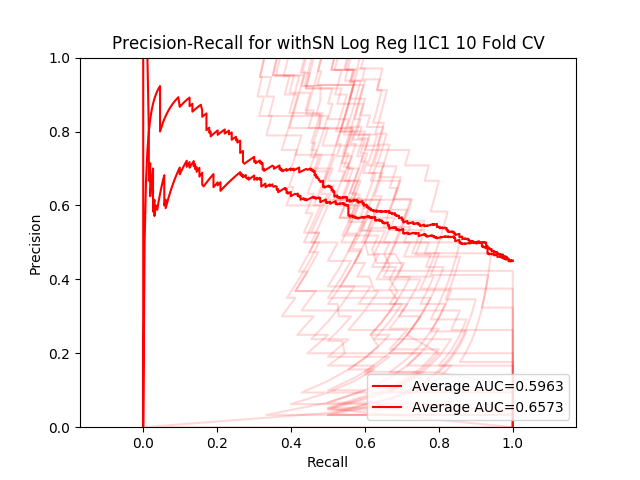 Precision-Recall for withSN Log Reg l1C1 10 Fold CV
1.0
0.8
0.6
0.4
0.2
0.0
Precision
0.0 0.2 0.4 0.6 0.8 1.0
Recall
Average AUC=0.5963
Average AUC=0.6573